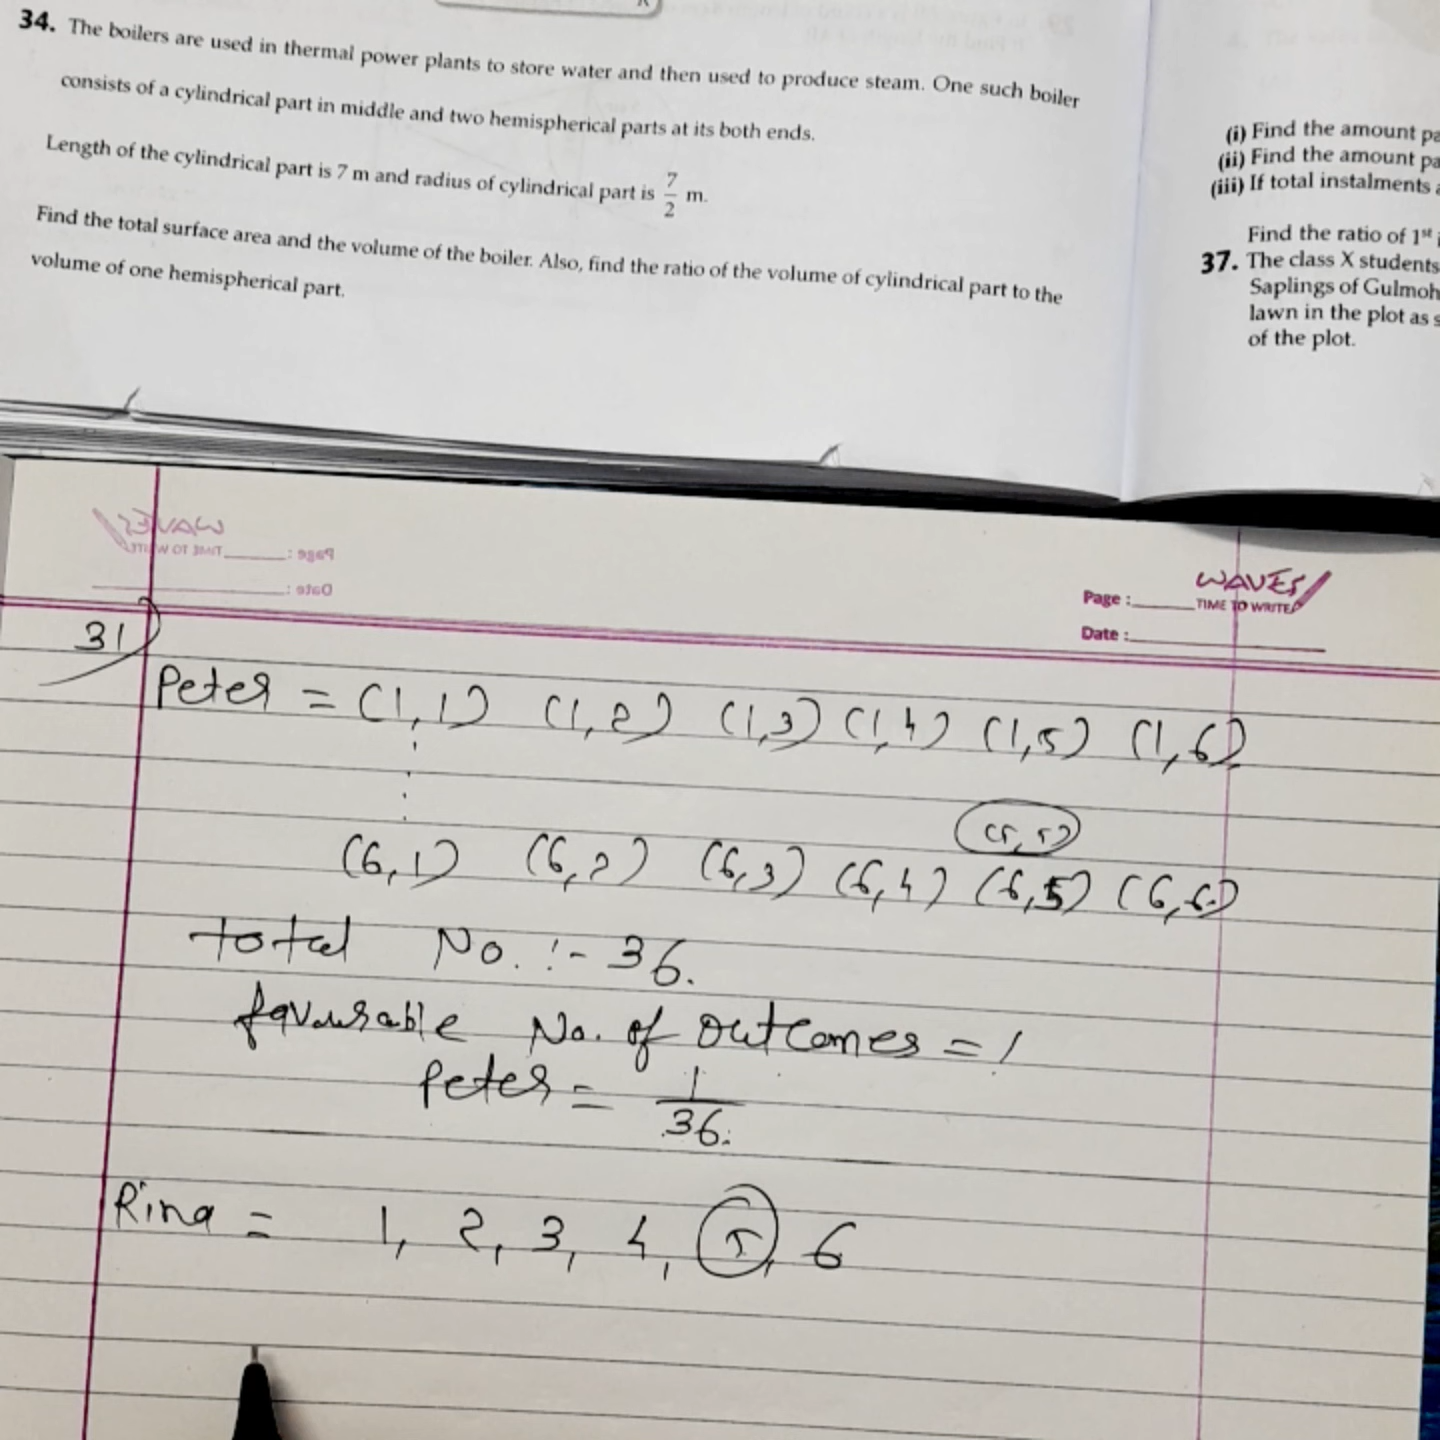 34. The boilers are used in thermal power plants to store water and then used to produce steam. One such boiler
consists of a cylindrical part in middle and two hemispherical parts at its both ends.
Length of the cylindrical part is 7 m and radius of cylindrical part is 7/2 m.
Find the total surface area and the volume of the boiler. Also, find the ratio of the volume of cylindrical part to the
volume of one hemispherical part.
(i) Find the amount pa
(ii) Find the amount pa
(iii) If total instalments
Find the ratio of 1st
37. The class X students
Saplings of Gulmoh
lawn in the plot as s
of the plot.
WAVES
TIME TO WRITE
Page :
Date :
Page :
WAVES
TIME TO WRITE
Date :
31)
Peter = (1,1) (1,2) (1,3) (1,4) (1,5) (1,6)
(5,5)
(6,1) (6,2) (6,3) (6,4) (6,5) (6,6)
total No. :- 36.
favourable No. of outcomes = 1
Peter = 1/36.
Rina = 1, 2, 3, 4, 5, 6